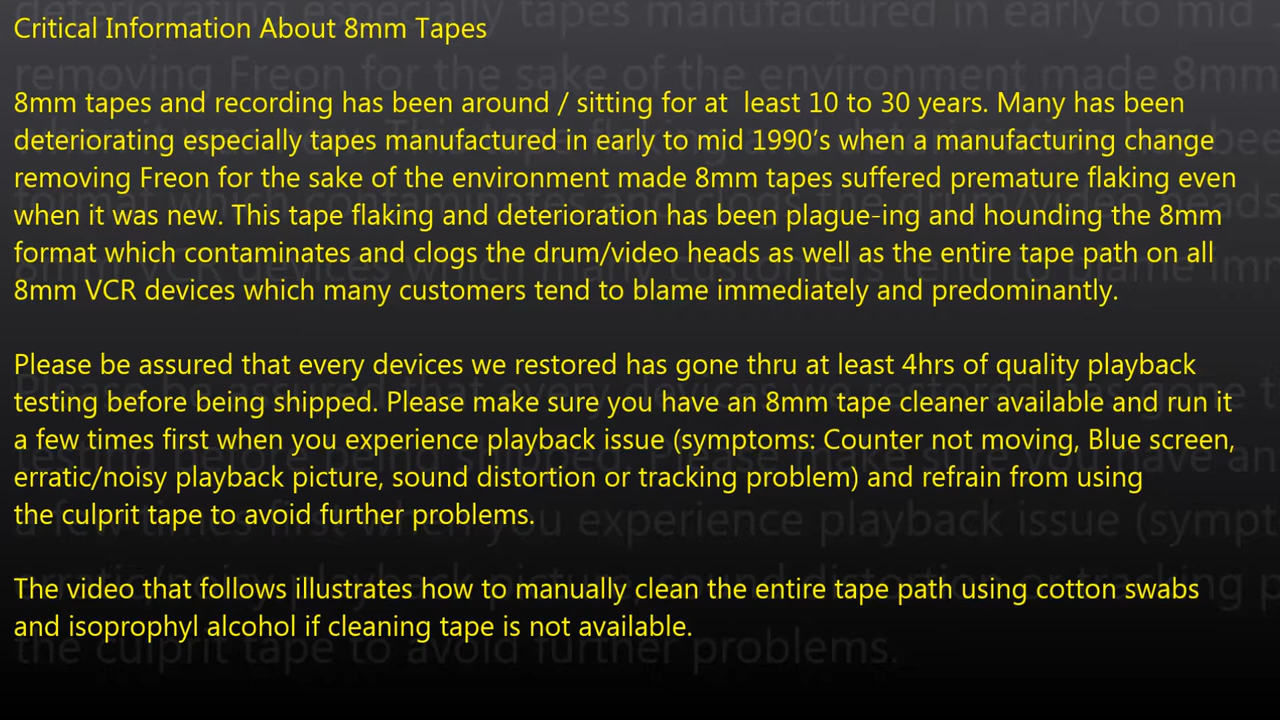 Critical Information About 8mm Tapes
8mm tapes and recording has been around / sitting for at  least 10 to 30 years. Many has been
deteriorating especially tapes manufactured in early to mid 1990’s when a manufacturing change
removing Freon for the sake of the environment made 8mm tapes suffered premature flaking even
when it was new. This tape flaking and deterioration has been plague-ing and hounding the 8mm
format which contaminates and clogs the drum/video heads as well as the entire tape path on all
8mm VCR devices which many customers tend to blame immediately and predominantly.
Please be assured that every devices we restored has gone thru at least 4hrs of quality playback
testing before being shipped. Please make sure you have an 8mm tape cleaner available and run it
a few times first when you experience playback issue (symptoms: Counter not moving, Blue screen,
erratic/noisy playback picture, sound distortion or tracking problem) and refrain from using
the culprit tape to avoid further problems.
The video that follows illustrates how to manually clean the entire tape path using cotton swabs
and isoprophyl alcohol if cleaning tape is not available.